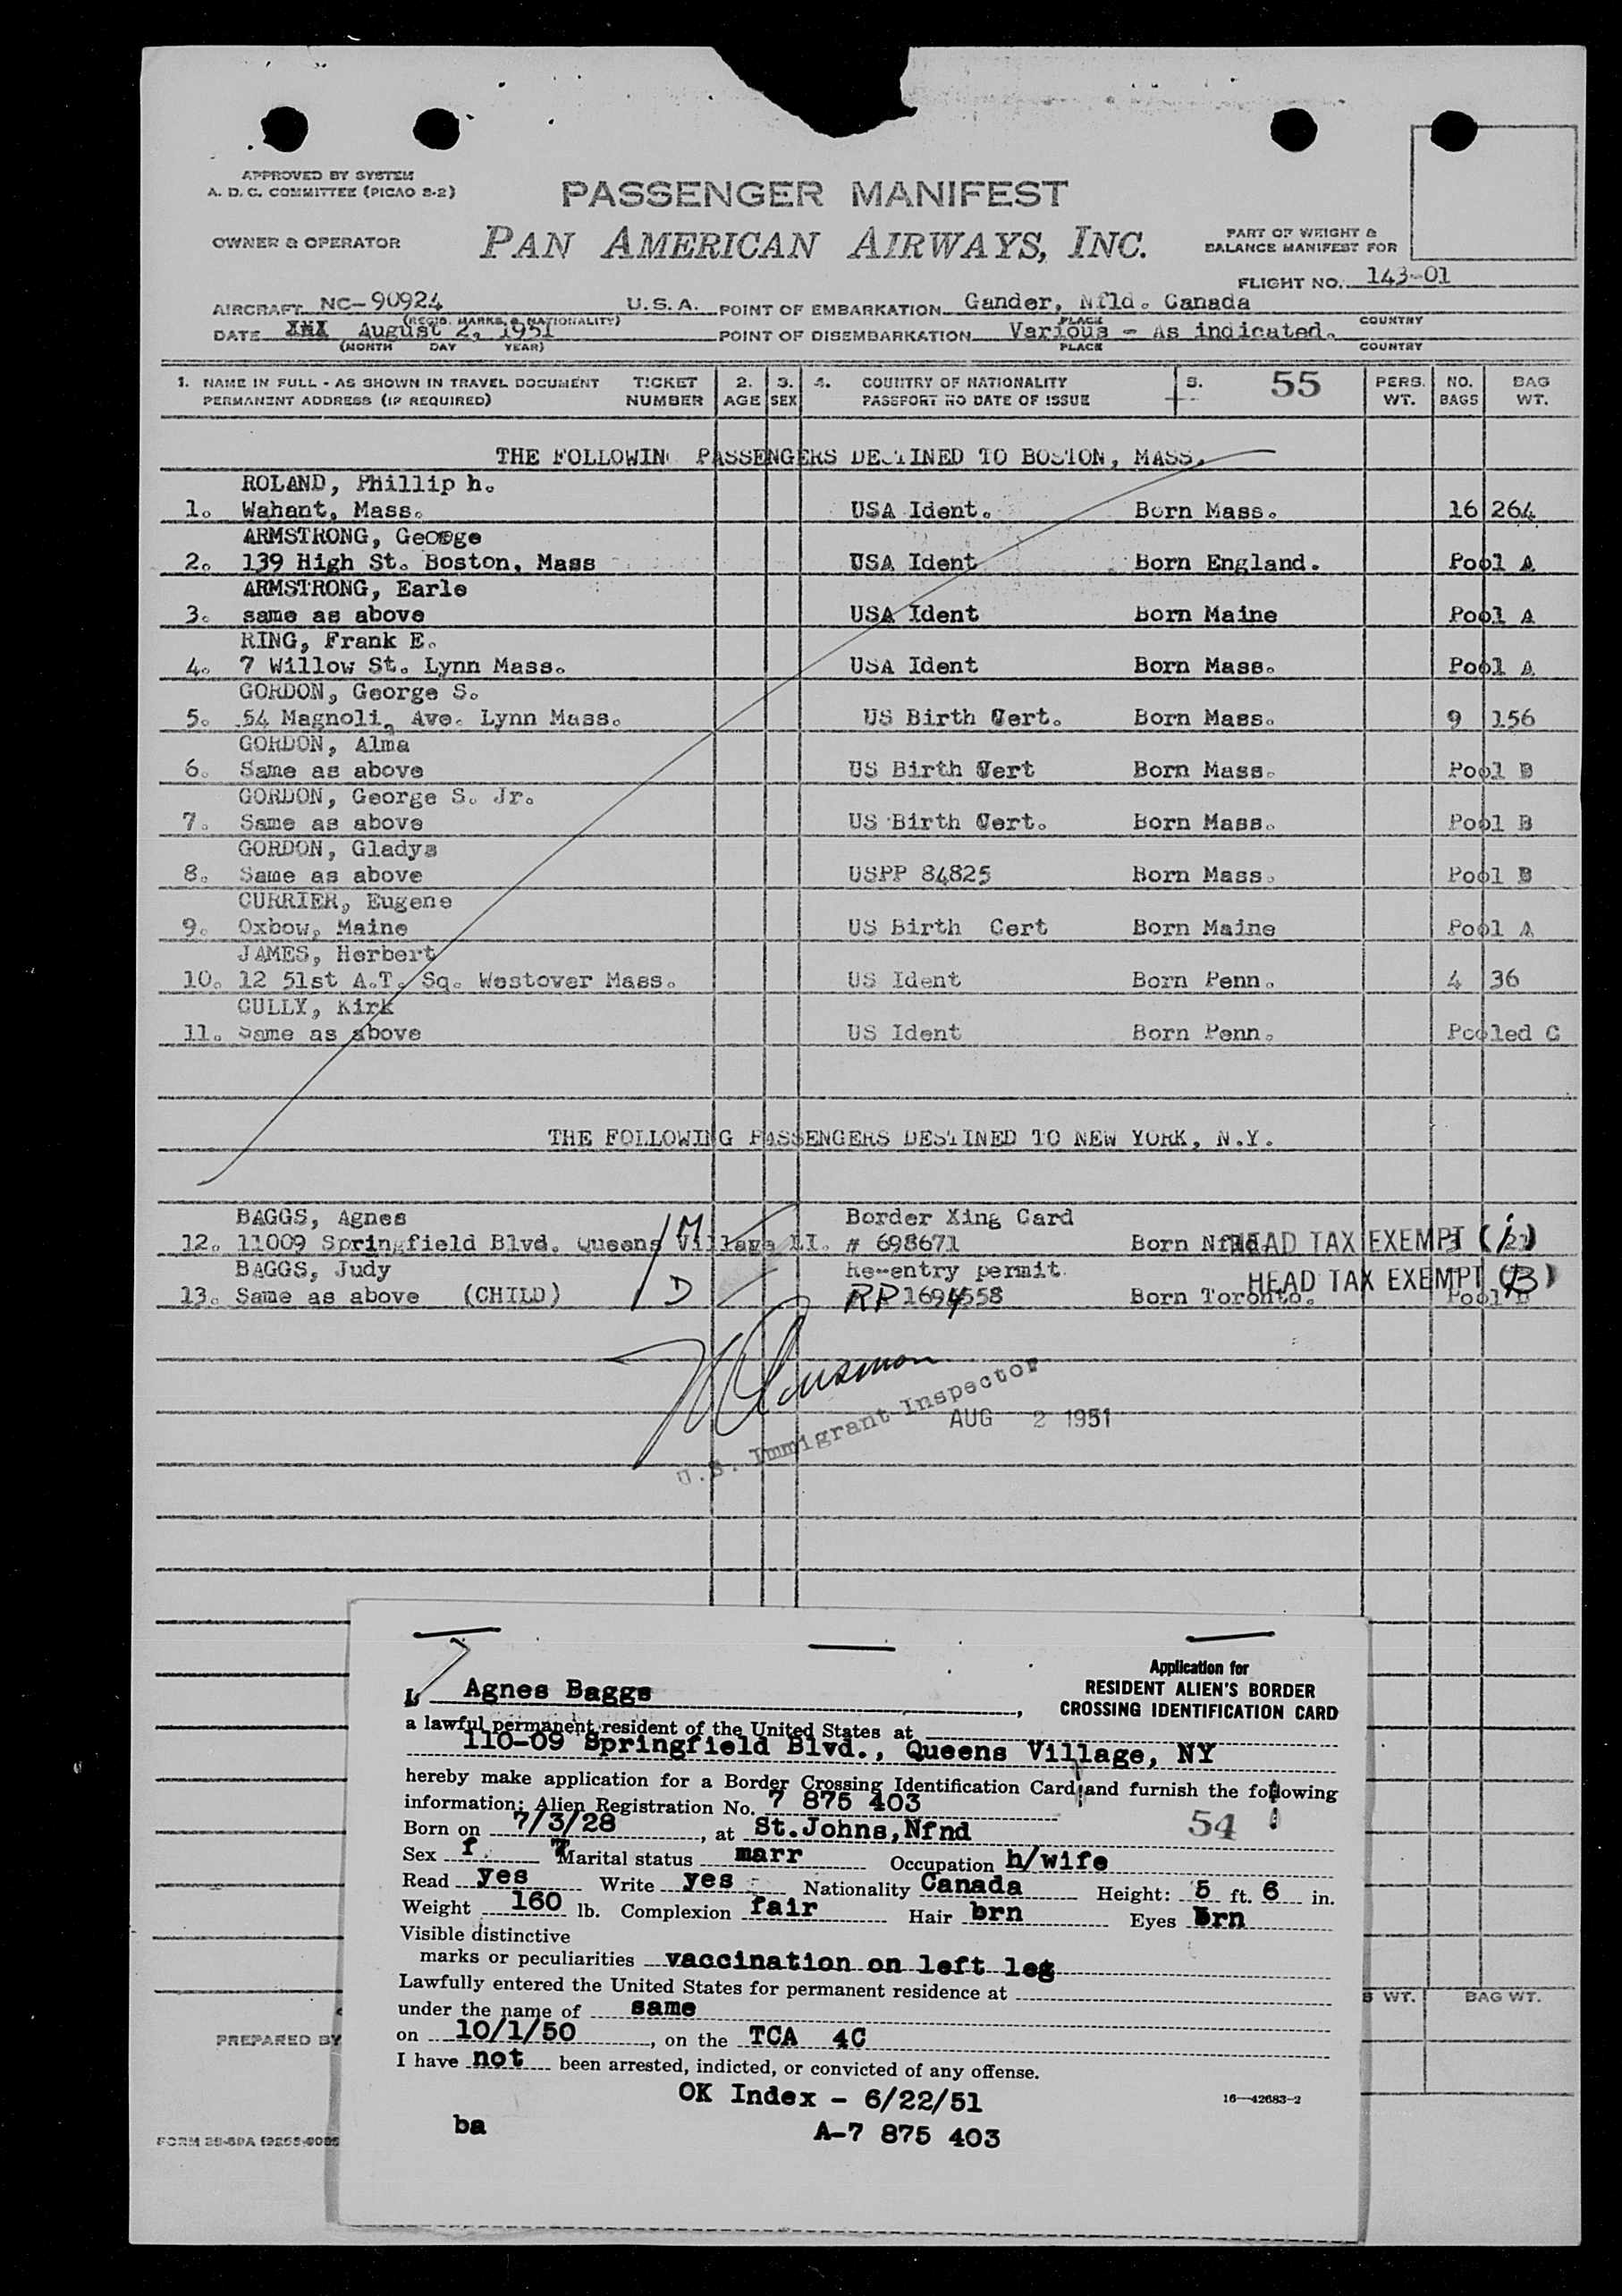 APPROVED BY SYSTEM
A. D. C. COMMITTEE (PICAO 2-2)
PASSENGER MANIFEST
OWNER & OPERATOR
PAN AMERICAN AIRWAYS, INC.
PART OF WEIGHT &
BALANCE MANIFEST FOR
FLIGHT NO. 143-01
AIRCRAFT NC-90924 U.S.A. POINT OF EMBARKATION Gander, Nfld. Canada
(REGIS. MARKS & NATIONALITY) PLACE COUNTRY
DATE August 2, 1951 POINT OF DISEMBARKATION Various - As indicated.
(MONTH DAY YEAR) PLACE COUNTRY
1. NAME IN FULL - AS SHOWN IN TRAVEL DOCUMENT TICKET 2. 3. 4. COUNTRY OF NATIONALITY 5. 55 PERS. NO. BAG
PERMANENT ADDRESS (IF REQUIRED) NUMBER AGE SEX PASSPORT NO DATE OF ISSUE WT. BAGS WT.
THE FOLLOWING PASSENGERS DESTINED TO BOSTON, MASS.
ROLAND, Phillip h.
1. Wahant, Mass. USA Ident. Born Mass. 16 264
ARMSTRONG, George
2. 139 High St. Boston, Mass USA Ident Born England. Pool A
ARMSTRONG, Earle
3. same as above USA Ident Born Maine Pool A
RING, Frank E.
4. 7 Willow St. Lynn Mass. USA Ident Born Mass. Pool A
GORDON, George S.
5. 54 Magnoli, Ave. Lynn Mass. US Birth Cert. Born Mass. 9 156
GORDON, Alma
6. Same as above US Birth Cert Born Mass. Pool B
GORDON, George S. Jr.
7. Same as above US Birth Cert. Born Mass. Pool B
GORDON, Gladys
8. Same as above USPP 84825 Born Mass. Pool B
CURRIER, Eugene
9. Oxbow, Maine US Birth Cert Born Maine Pool A
JAMES, Herbert
10. 12 51st A.T. Sq. Westover Mass. US Ident Born Penn. 4 36
CULLY, Kirk
11. Same as above US Ident Born Penn. Pooled C
THE FOLLOWING PASSENGERS DESTINED TO NEW YORK, N.Y.
BAGGS, Agnes Border Xing Card
12. 11009 Springfield Blvd. Queens Village LI. M # 698671 Born Nfld. HEAD TAX EXEMPT (i)
BAGGS, Judy Re-entry permit
13. Same as above (CHILD) D RP 1694558 Born Toronto. HEAD TAX EXEMPT (B) Pool D
U.S. Immigrant Inspector
AUG 2 1951
Application for
RESIDENT ALIEN'S BORDER
CROSSING IDENTIFICATION CARD
I, Agnes Baggs,
a lawful permanent resident of the United States at
110-09 Springfield Blvd., Queens Village, NY
hereby make application for a Border Crossing Identification Card and furnish the following
information: Alien Registration No. 7 875 403
Born on 7/3/28, at St.Johns,Nfnd 54
Sex f Marital status marr Occupation h/wife
Read yes Write yes Nationality Canada Height: 5 ft. 6 in.
Weight 160 lb. Complexion fair Hair brn Eyes Brn
Visible distinctive
marks or peculiarities vaccination on left leg
Lawfully entered the United States for permanent residence at
under the name of same
on 10/1/50, on the TCA 4C
I have not been arrested, indicted, or convicted of any offense.
OK Index - 6/22/51
16-42683-2
ba
A-7 875 403
WT. BAG WT.
PREPARED BY